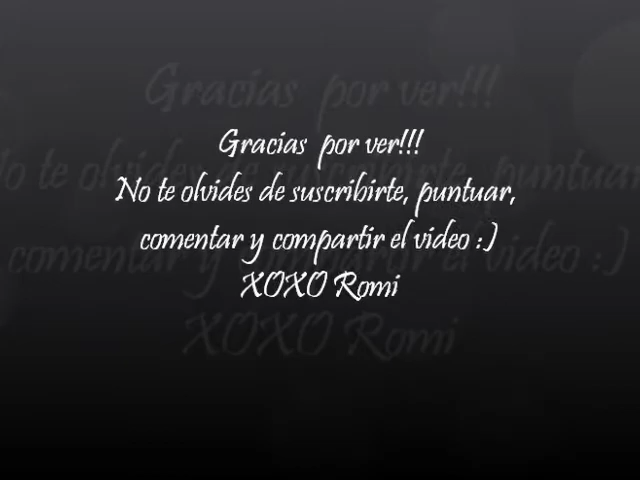 Gracias por ver!!!
No te olvides de suscribirte, puntuar,
comentar y compartir el video :)
XOXO Romi